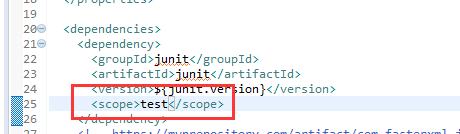 18 </properties>
19
20 <dependencies>
21 <dependency>
22 <groupId>junit</groupId>
23 <artifactId>junit</artifactId>
24 <version>${junit.version}</version>
25 <scope>test</scope>
26 </dependency>
27 <!-- https://mvnrepository.com/artifact/com.fasterxml